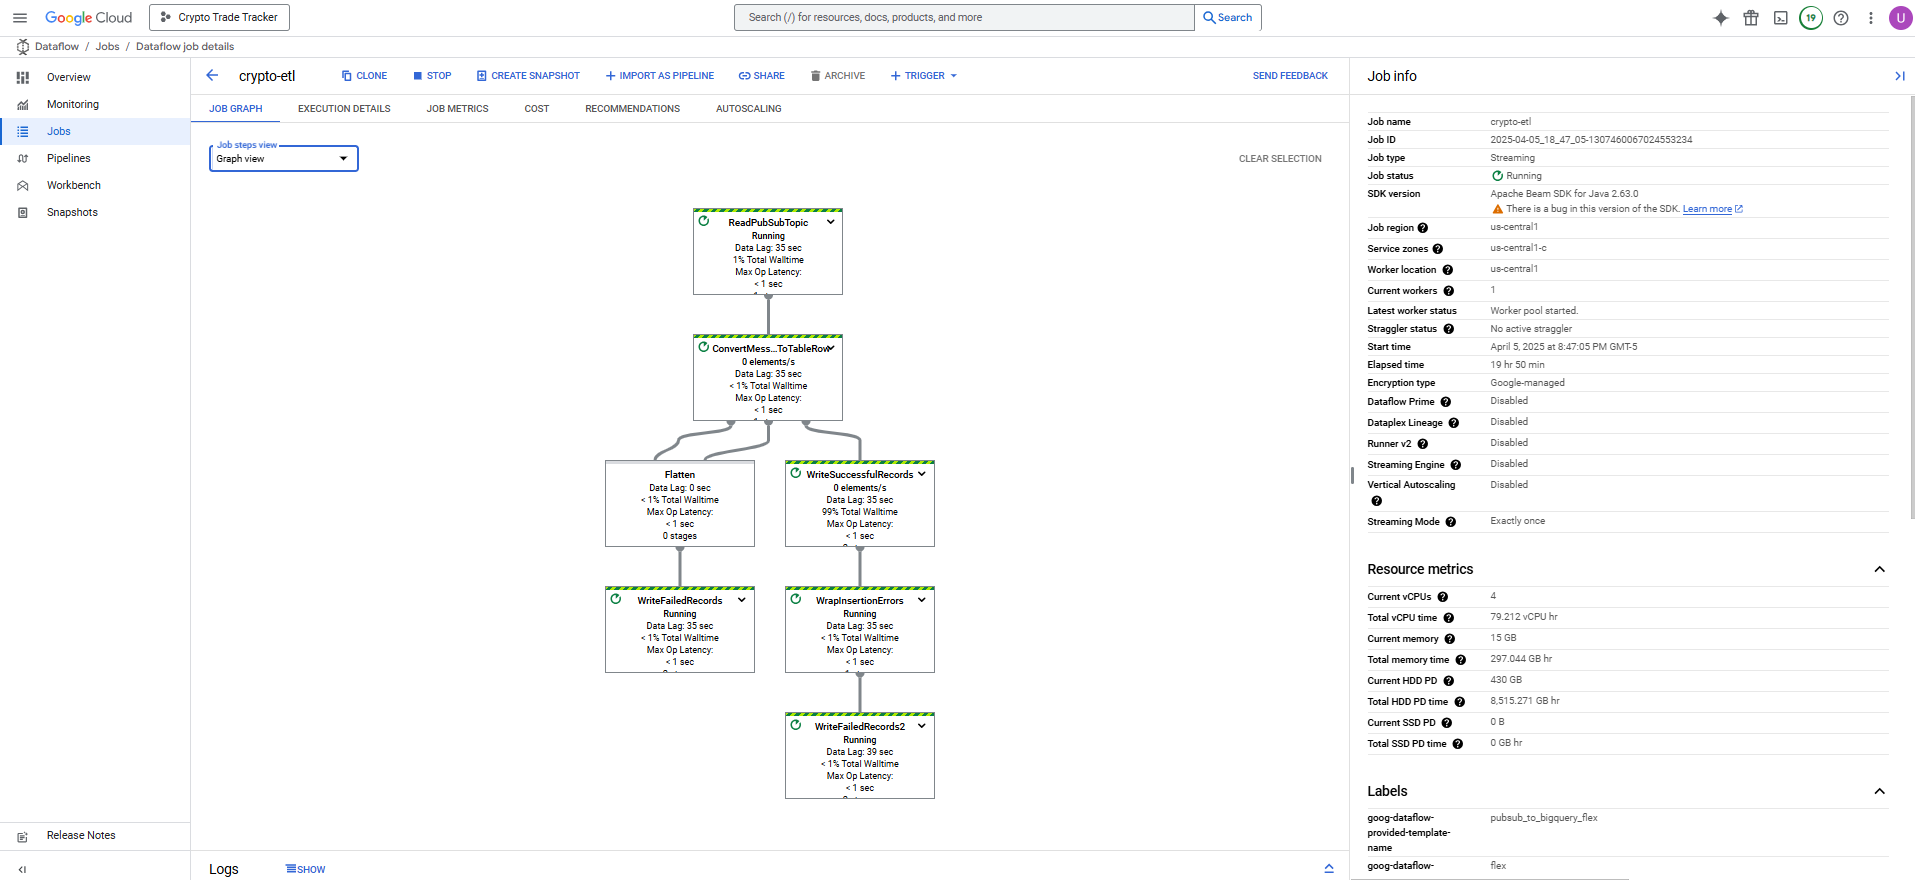 Google Cloud
Crypto Trade Tracker
Search (/) for resources, docs, products, and more
Search
19
U
Dataflow / Jobs / Dataflow job details
Overview
Monitoring
Jobs
Pipelines
Workbench
Snapshots
Release Notes
crypto-etl
CLONE
STOP
CREATE SNAPSHOT
IMPORT AS PIPELINE
SHARE
ARCHIVE
TRIGGER
SEND FEEDBACK
JOB GRAPH
EXECUTION DETAILS
JOB METRICS
COST
RECOMMENDATIONS
AUTOSCALING
Job steps view
Graph view
CLEAR SELECTION
ReadPubSubTopic
Running
Data Lag: 35 sec
1% Total Walltime
Max Op Latency:
< 1 sec
ConvertMess...ToTableRow
0 elements/s
Data Lag: 35 sec
< 1% Total Walltime
Max Op Latency:
< 1 sec
Flatten
Data Lag: 0 sec
< 1% Total Walltime
Max Op Latency:
< 1 sec
0 stages
WriteSuccessfulRecords
0 elements/s
Data Lag: 35 sec
99% Total Walltime
Max Op Latency:
< 1 sec
WriteFailedRecords
Running
Data Lag: 35 sec
< 1% Total Walltime
Max Op Latency:
< 1 sec
WrapInsertionErrors
Running
Data Lag: 35 sec
< 1% Total Walltime
Max Op Latency:
< 1 sec
WriteFailedRecords2
Running
Data Lag: 39 sec
< 1% Total Walltime
Max Op Latency:
< 1 sec
Logs
SHOW
Job info
Job name crypto-etl
Job ID 2025-04-05_18_47_05-1307460067024553234
Job type Streaming
Job status Running
SDK version Apache Beam SDK for Java 2.63.0
There is a bug in this version of the SDK. Learn more
Job region us-central1
Service zones us-central1-c
Worker location us-central1
Current workers 1
Latest worker status Worker pool started.
Straggler status No active straggler
Start time April 5, 2025 at 8:47:05 PM GMT-5
Elapsed time 19 hr 50 min
Encryption type Google-managed
Dataflow Prime Disabled
Dataplex Lineage Disabled
Runner v2 Disabled
Streaming Engine Disabled
Vertical Autoscaling Disabled
Streaming Mode Exactly once
Resource metrics
Current vCPUs 4
Total vCPU time 79.212 vCPU hr
Current memory 15 GB
Total memory time 297.044 GB hr
Current HDD PD 430 GB
Total HDD PD time 8,515.271 GB hr
Current SSD PD 0 B
Total SSD PD time 0 GB hr
Labels
goog-dataflow- pubsub_to_bigquery_flex
provided-template-
name
goog-dataflow- flex